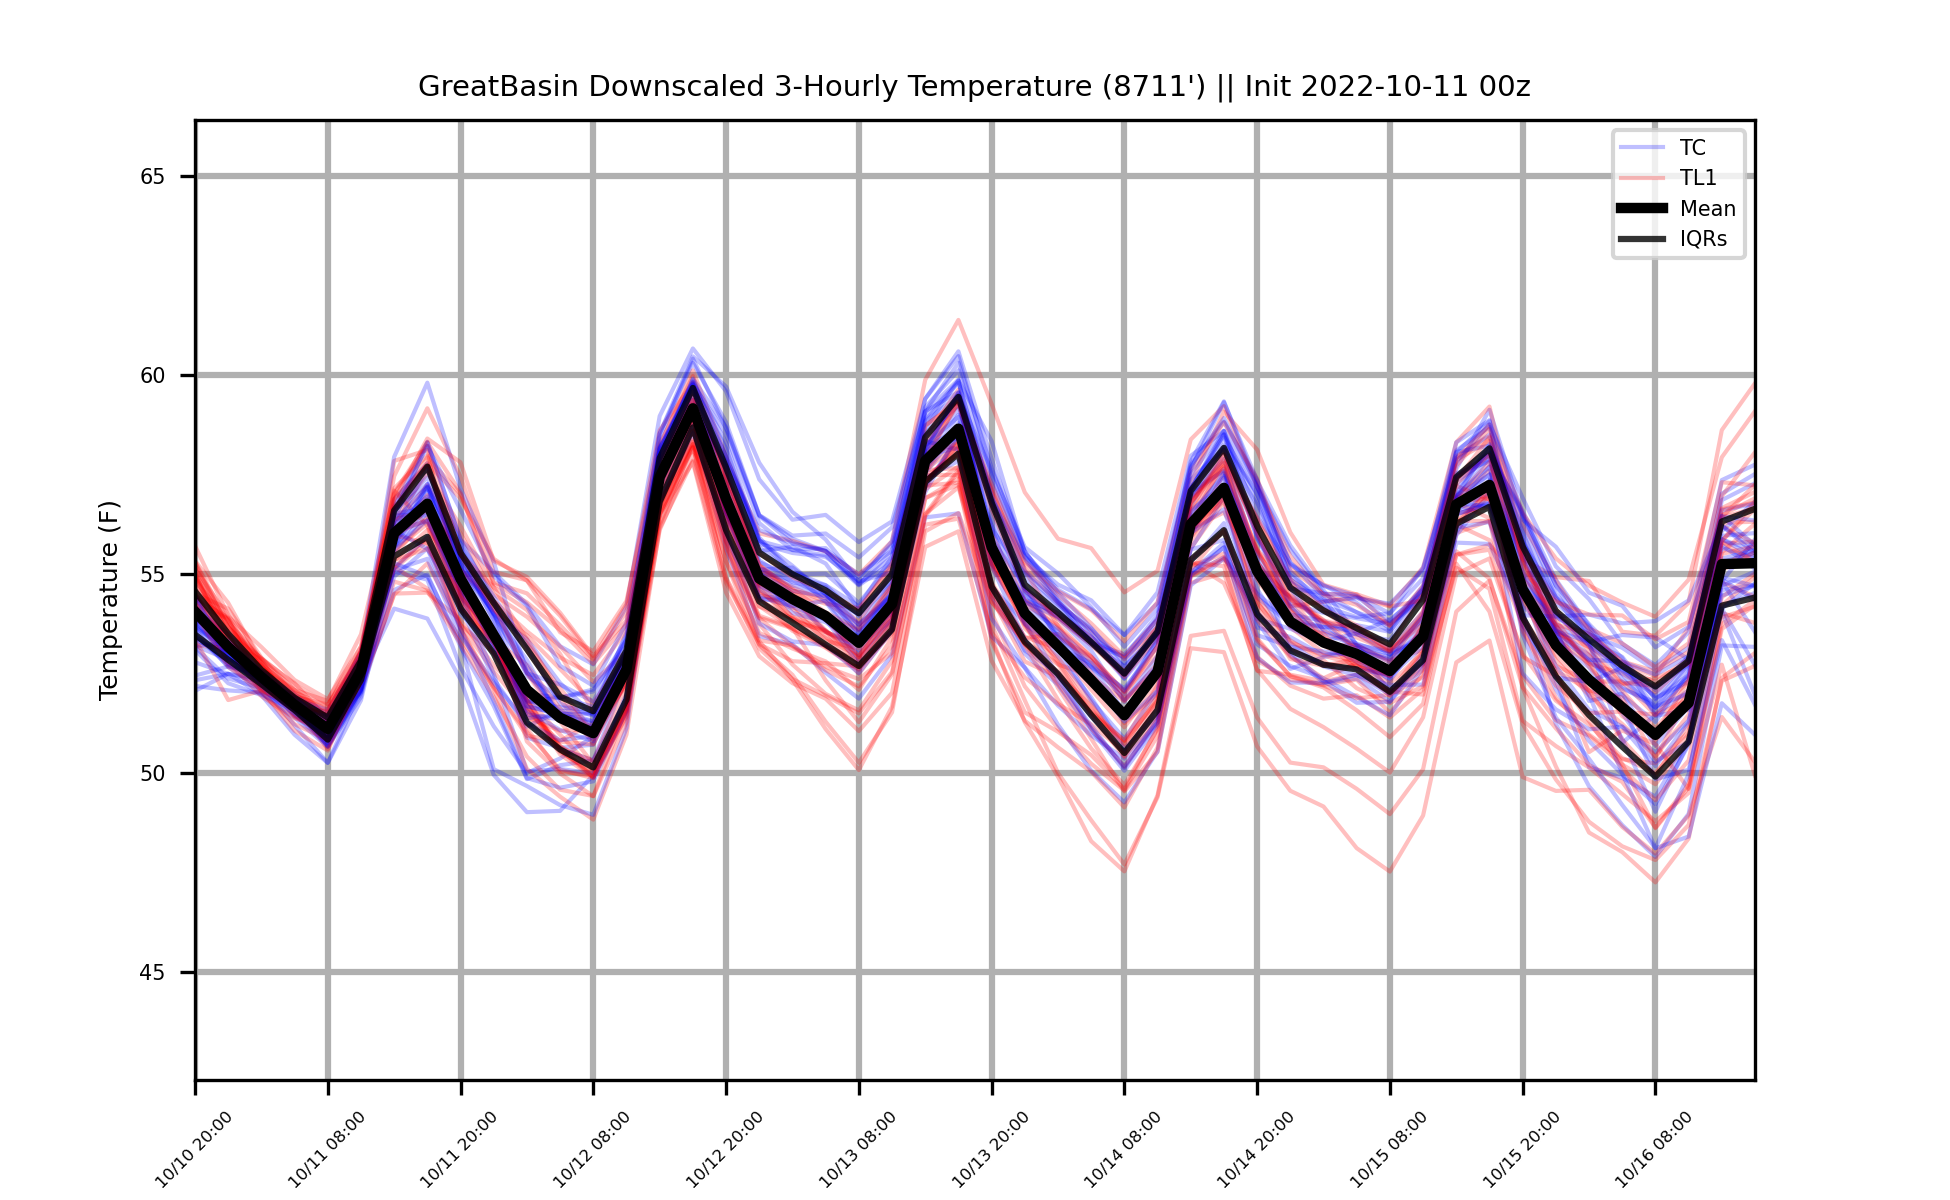 GreatBasin Downscaled 3-Hourly Temperature (8711') || Init 2022-10-11 00z
TC
TL1
Mean
IQRs
Temperature (F)
65
60
55
50
45
10/10 20:00
10/11 08:00
10/11 20:00
10/12 08:00
10/12 20:00
10/13 08:00
10/13 20:00
10/14 08:00
10/14 20:00
10/15 08:00
10/15 20:00
10/16 08:00